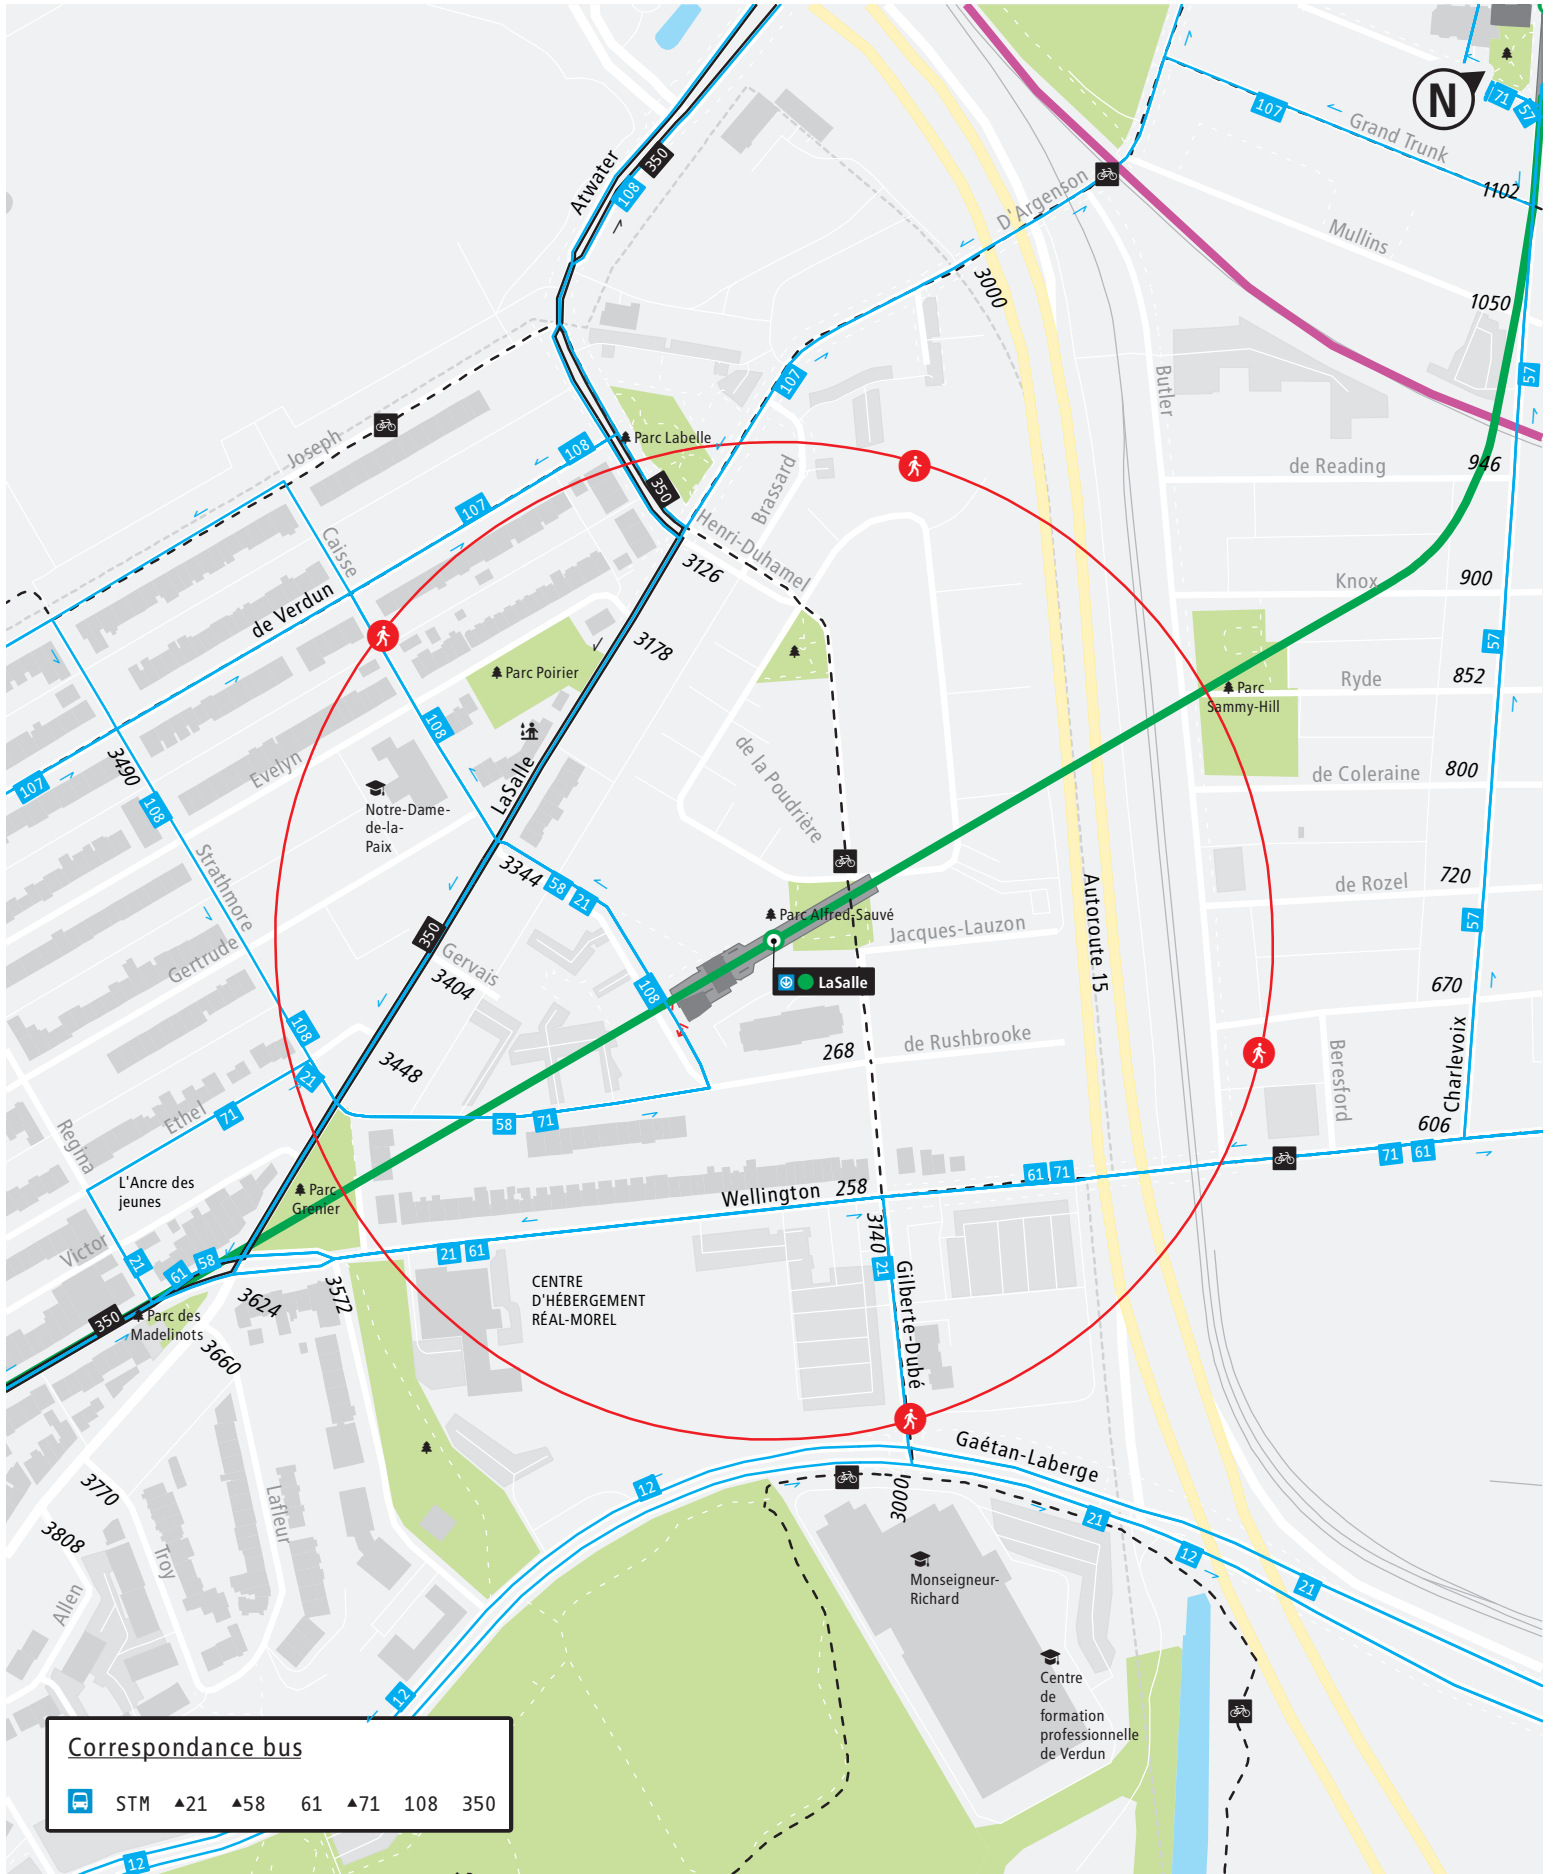 N
71
57
107
Grand Trunk
1102
Atwater
350
108
D'Argenson
Mullins
3000
1050
Butler
57
107
Joseph
Parc Labelle
108
107
350
Brassard
de Reading
946
Caisse
Henri-Duhamel
3126
Knox
900
de Verdun
3178
57
Parc Poirier
Ryde
852
Parc
Sammy-Hill
108
3490
Evelyn
LaSalle
de la Poudrière
de Coleraine
800
107
108
Notre-Dame-
de-la-
Paix
Strathmore
3344
58
21
de Rozel
720
Autoroute 15
57
350
Parc Alfred-Sauvé
Jacques-Lauzon
Gertrude
Gervais
3404
108
LaSalle
670
108
3448
268
de Rushbrooke
Beresford
Charlevoix
21
Ethel
71
58
71
606
Regina
L'Ancre des
jeunes
Parc
Grenier
Wellington
258
61
71
71
61
Victor
21
61
58
21
61
3140
21
Gilberte-Dubé
3624
3572
CENTRE
D'HÉBERGEMENT
RÉAL-MOREL
350
Parc des
Madelinots
3660
Gaétan-Laberge
3770
12
3000
21
3808
Lafleur
Troy
Allen
12
21
Monseigneur-
Richard
Centre
de
formation
professionnelle
de Verdun
12
Correspondance bus
STM ▲21 ▲58 61 ▲71 108 350
12